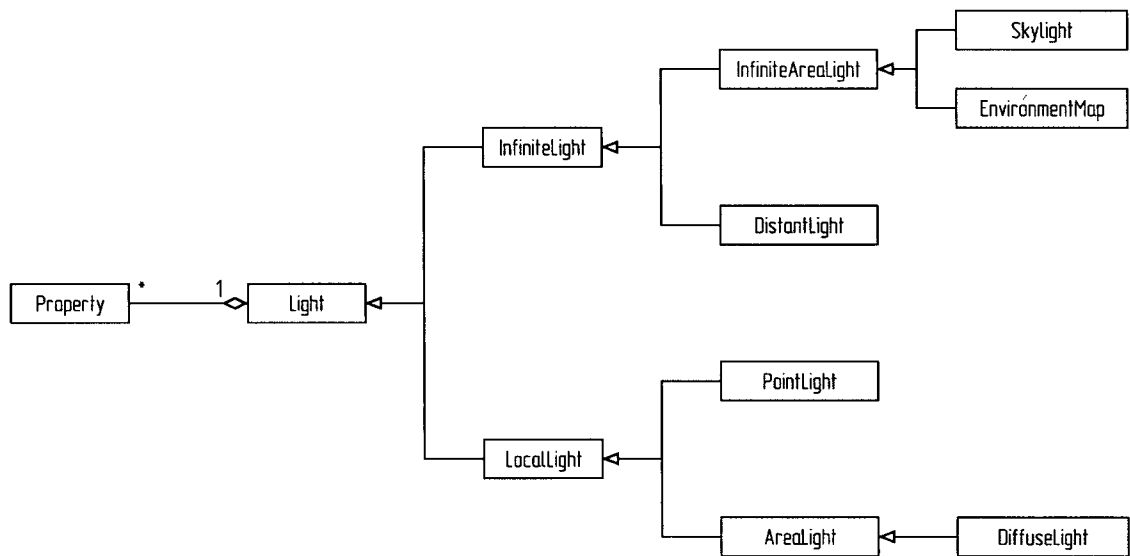 Skylight
InfiniteAreaLight
EnvironmentMap
InfiniteLight
DistantLight
* 1
Property
Light
PointLight
LocalLight
AreaLight
DiffuseLight